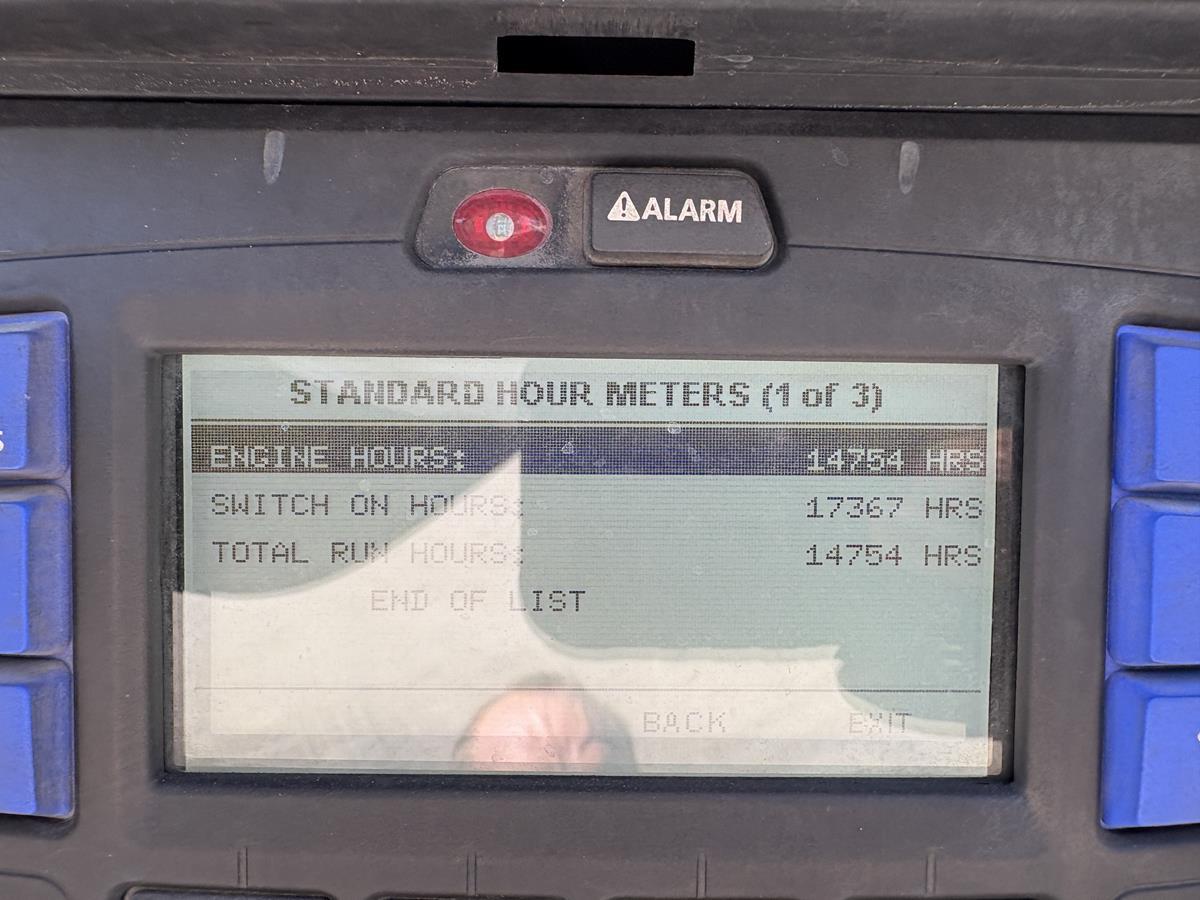 ALARM
STANDARD HOUR METERS (1 of 3)
ENGINE HOURS: 14754 HRS
SWITCH ON HOURS: 17367 HRS
TOTAL RUN HOURS: 14754 HRS
END OF LIST
BACK EXIT